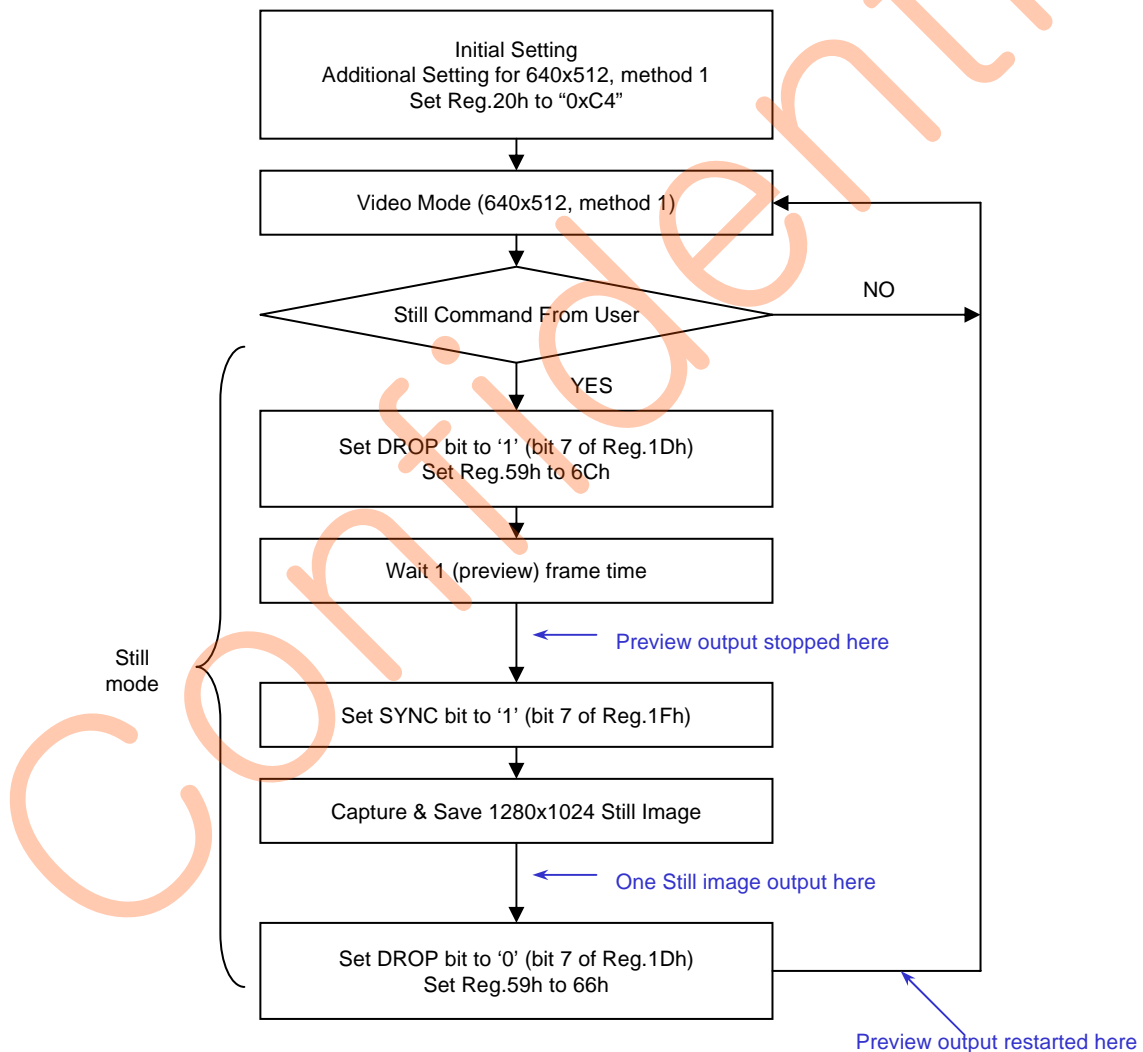 Initial Setting
Additional Setting for 640x512, method 1
Set Reg.20h to “0xC4”
Video Mode (640x512, method 1)
Still Command From User
NO
YES
Set DROP bit to ‘1’ (bit 7 of Reg.1Dh)
Set Reg.59h to 6Ch
Wait 1 (preview) frame time
Preview output stopped here
Still
mode
Set SYNC bit to ‘1’ (bit 7 of Reg.1Fh)
Capture & Save 1280x1024 Still Image
One Still image output here
Set DROP bit to ‘0’ (bit 7 of Reg.1Dh)
Set Reg.59h to 66h
Preview output restarted here
Confidenti